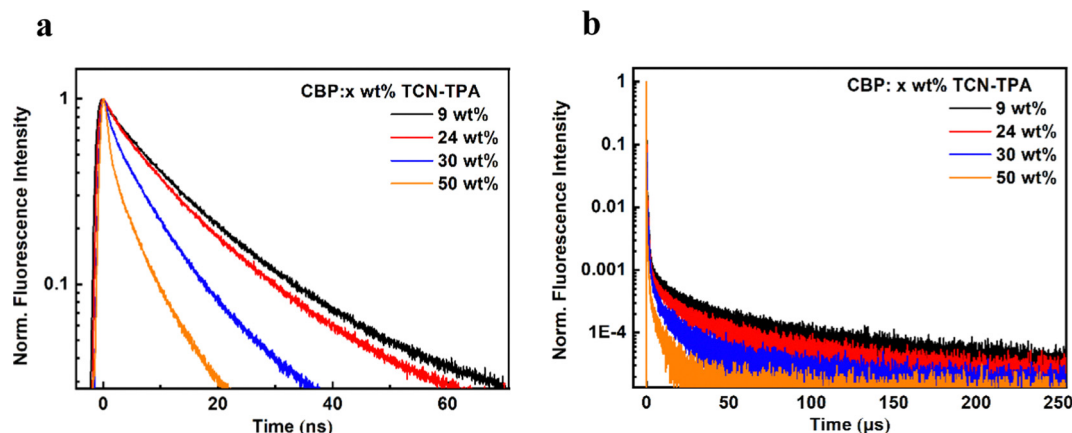 a
CBP:x wt% TCN-TPA
9 wt%
24 wt%
30 wt%
50 wt%
1
0.1
Norm. Fluorescence Intensity
0
20
40
60
Time (ns)
b
CBP: x wt% TCN-TPA
9 wt%
24 wt%
30 wt%
50 wt%
1
0.1
0.01
0.001
1E-4
Norm. Fluorescence Intensity
0
50
100
150
200
250
Time (μs)